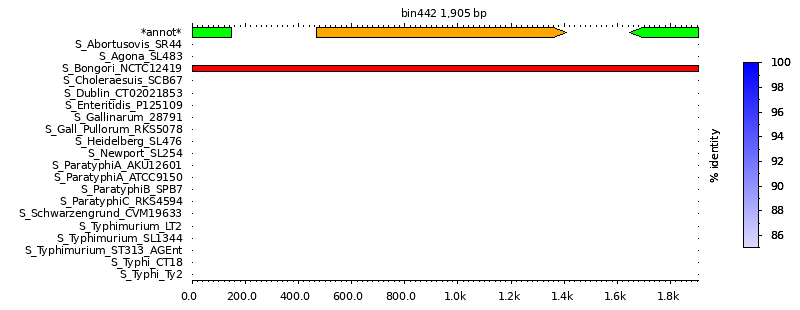 bin442 1,905 bp
*annot*
S_Abortusovis_SR44
S_Agona_SL483
S_Bongori_NCTC12419
S_Choleraesuis_SCB67
S_Dublin_CT02021853
S_Enteritidis_P125109
S_Gallinarum_28791
S_Gall_Pullorum_RKS5078
S_Heidelberg_SL476
S_Newport_SL254
S_ParatyphiA_AKU12601
S_ParatyphiA_ATCC9150
S_ParatyphiB_SPB7
S_ParatyphiC_RKS4594
S_Schwarzengrund_CVM19633
S_Typhimurium_LT2
S_Typhimurium_SL1344
S_Typhimurium_ST313_AGEnt
S_Typhi_CT18
S_Typhi_Ty2
0.0 200.0 400.0 600.0 800.0 1.0k 1.2k 1.4k 1.6k 1.8k
% identity
100
98
96
94
92
90
88
86